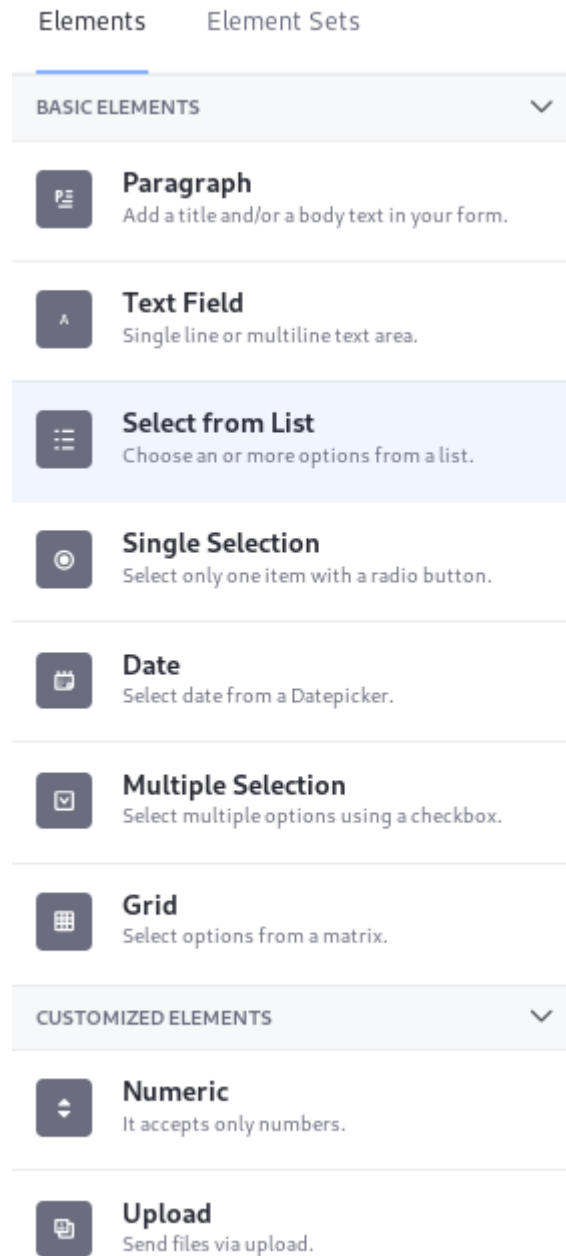 Elements Element Sets
BASIC ELEMENTS
Paragraph
Add a title and/or a body text in your form.
A
Text Field
Single line or multiline text area.
Select from List
Choose an or more options from a list.
Single Selection
Select only one item with a radio button.
Date
Select date from a Datepicker.
Multiple Selection
Select multiple options using a checkbox.
Grid
Select options from a matrix.
CUSTOMIZED ELEMENTS
Numeric
It accepts only numbers.
Upload
Send files via upload.